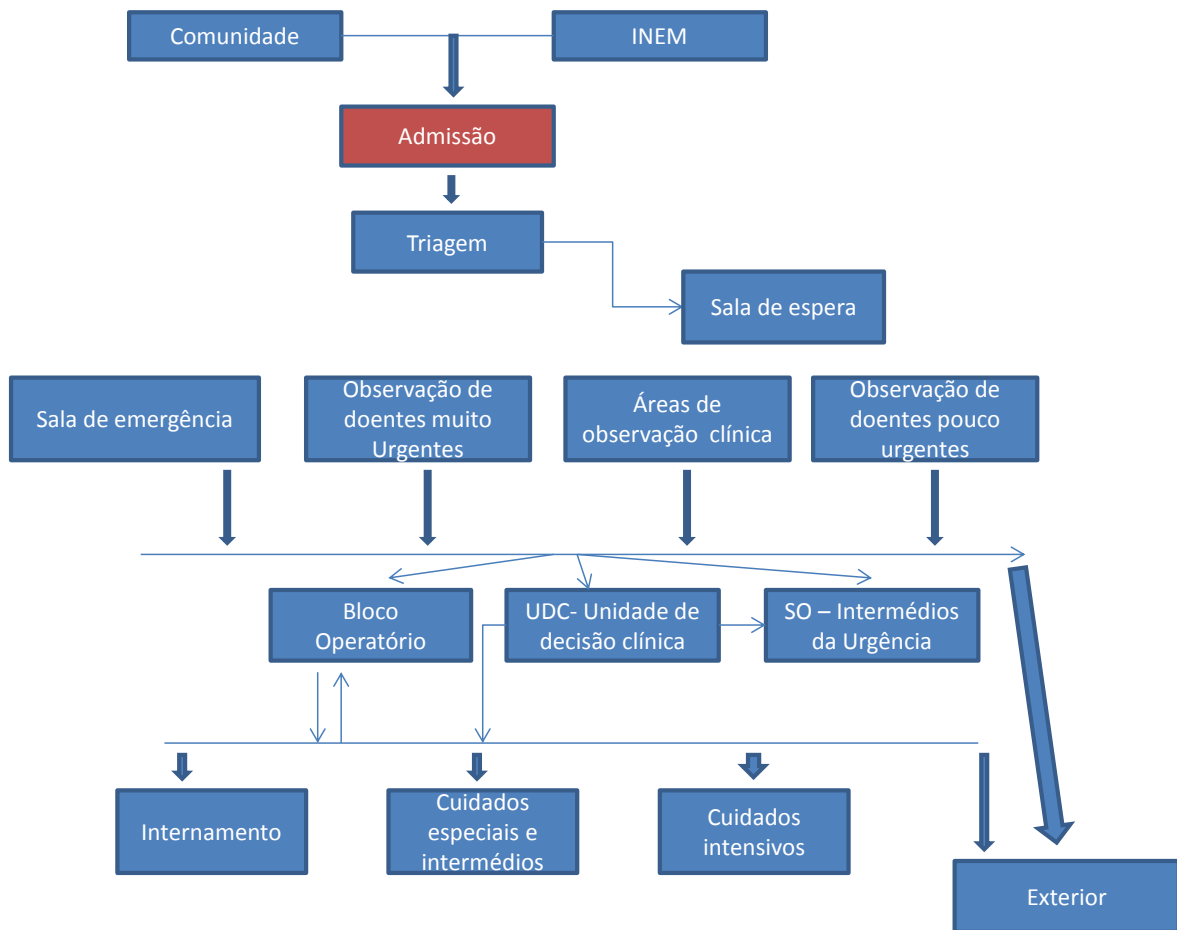 Comunidade
INEM
Admissão
Triagem
Sala de espera
Sala de emergência
Observação de
doentes muito
Urgentes
Áreas de
observação clínica
Observação de
doentes pouco
urgentes
Bloco
Operatório
UDC- Unidade de
decisão clínica
SO – Intermédios
da Urgência
Internamento
Cuidados
especiais e
intermédios
Cuidados
intensivos
Exterior